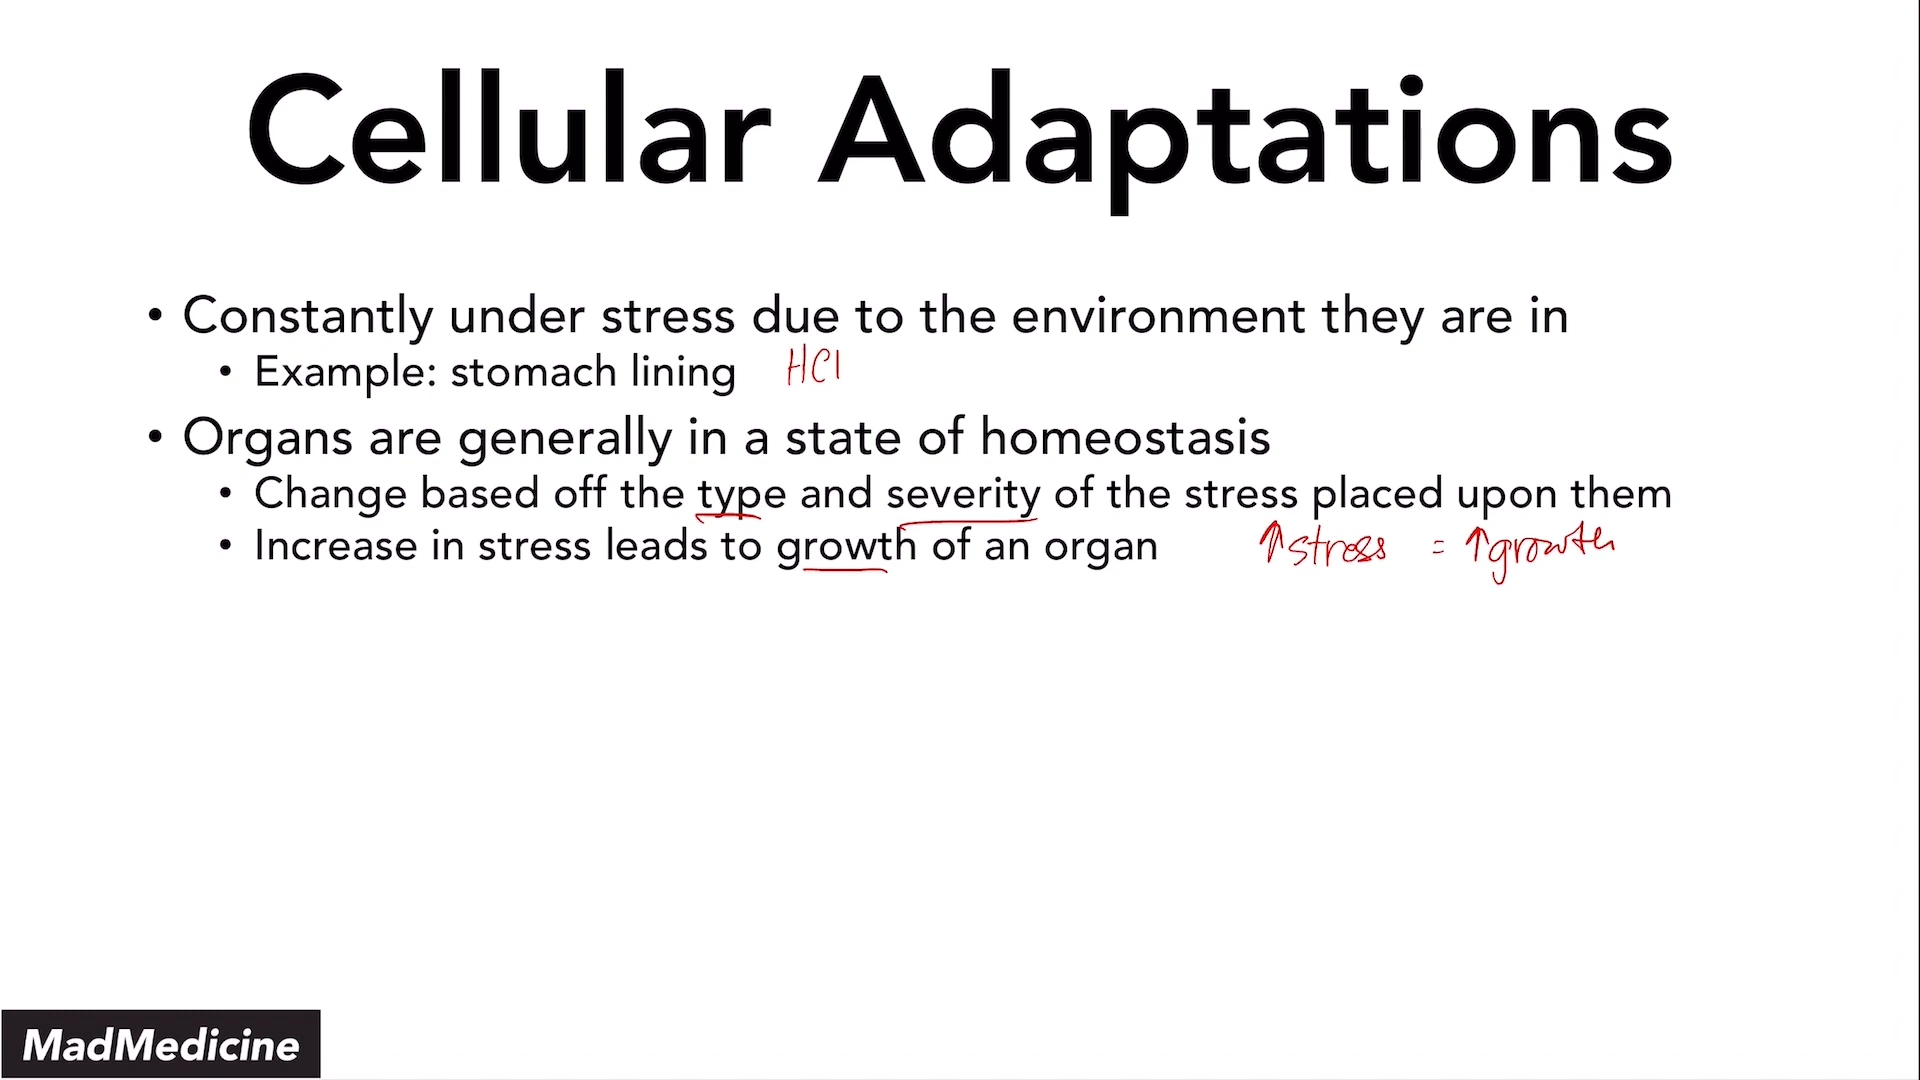 Cellular Adaptations
• Constantly under stress due to the environment they are in
• Example: stomach lining HCl
• Organs are generally in a state of homeostasis
• Change based off the type and severity of the stress placed upon them
• Increase in stress leads to growth of an organ ↑stress = ↑growth
MadMedicine